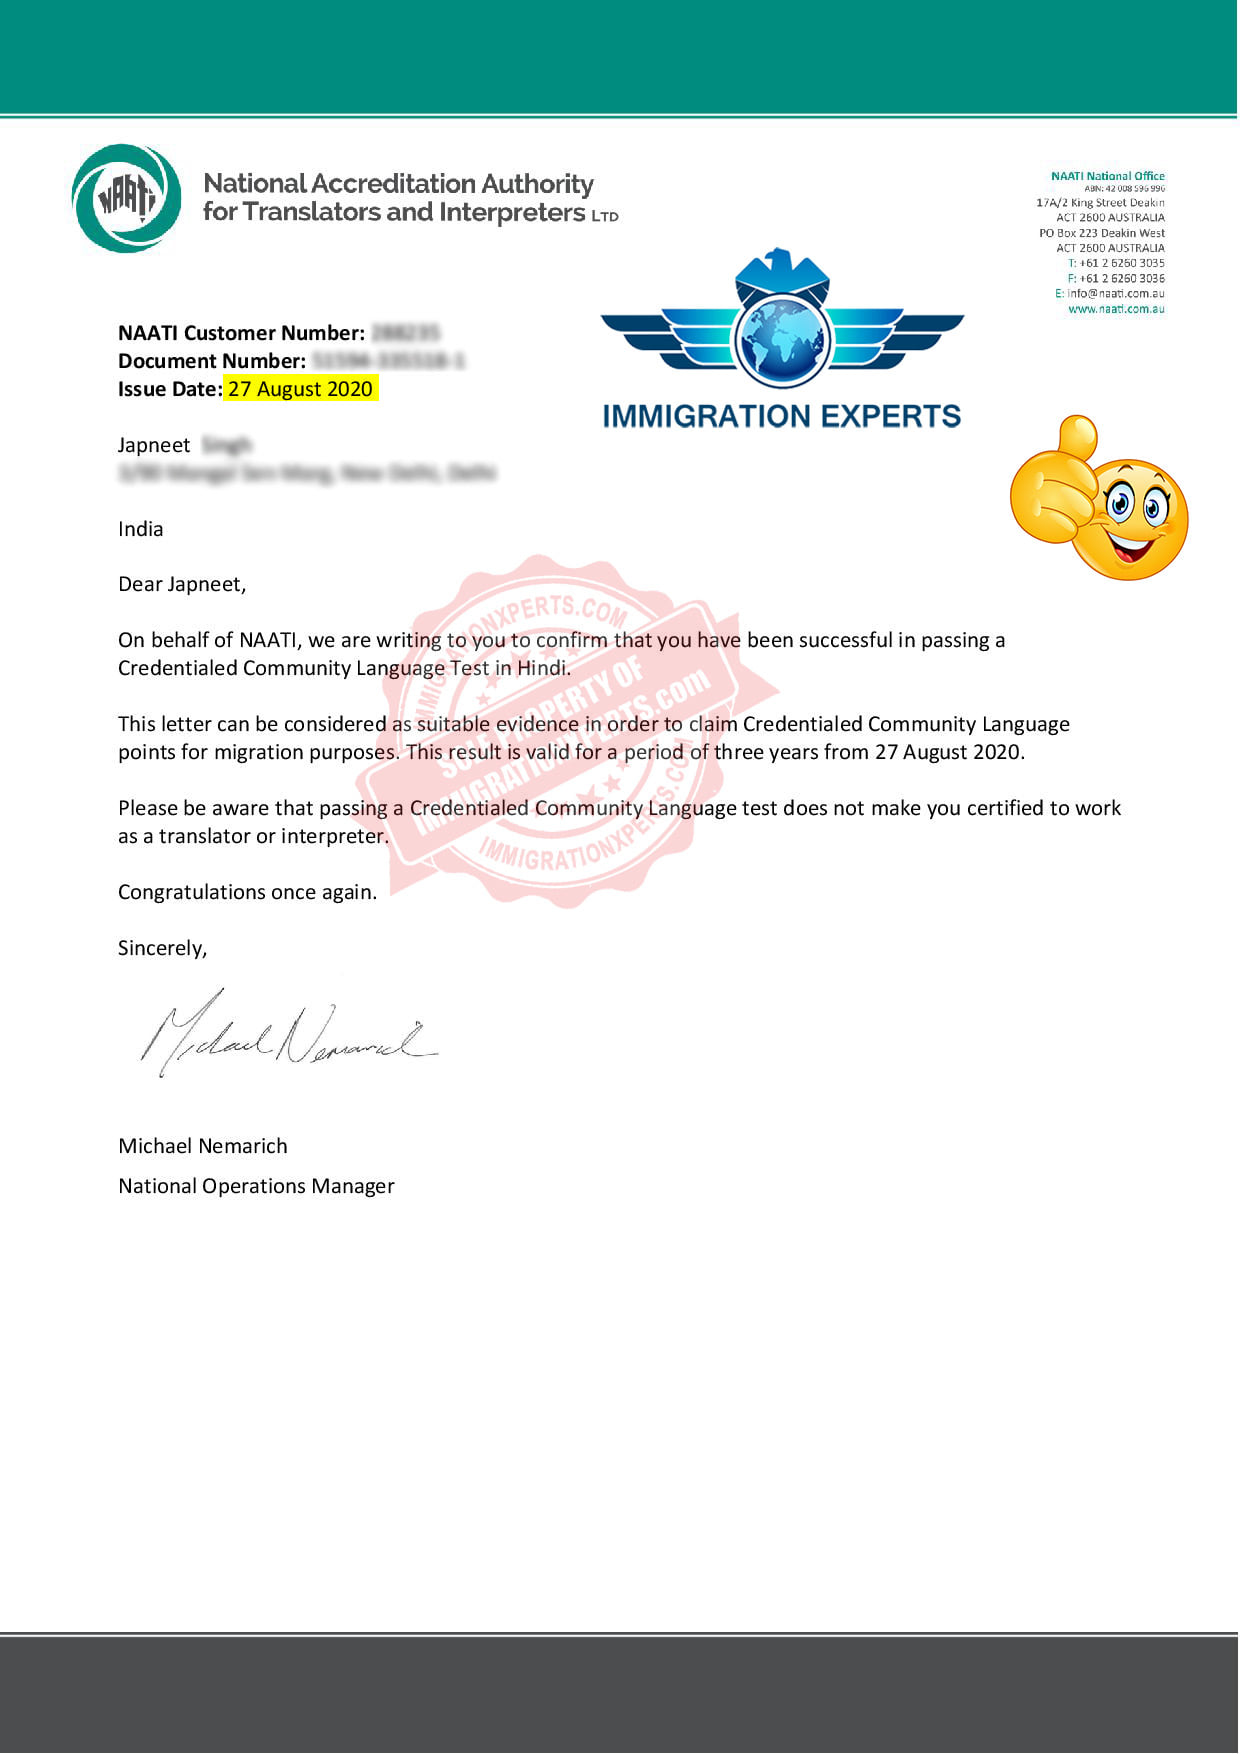 NAATI
National Accreditation Authority
for Translators and Interpreters LTD
NAATI National Office
ABN: 42 008 596 996
17A/2 King Street Deakin
ACT 2600 AUSTRALIA
PO Box 223 Deakin West
ACT 2600 AUSTRALIA
T: +61 2 6260 3035
F: +61 2 6260 3036
E: info@naati.com.au
www.naati.com.au
IMMIGRATION EXPERTS
NAATI Customer Number:
Document Number:
Issue Date: 27 August 2020
Japneet
India
Dear Japneet,
On behalf of NAATI, we are writing to you to confirm that you have been successful in passing a
Credentialed Community Language Test in Hindi.
This letter can be considered as suitable evidence in order to claim Credentialed Community Language
points for migration purposes. This result is valid for a period of three years from 27 August 2020.
Please be aware that passing a Credentialed Community Language test does not make you certified to work
as a translator or interpreter.
Congratulations once again.
Sincerely,
Michael Nemarich
Michael Nemarich
National Operations Manager
IMMIGRATIONXPERTS.COM
SOLE PROPERTY OF
IMMIGRATIONXPERTS.com
IMMIGRATIONXPERTS.COM